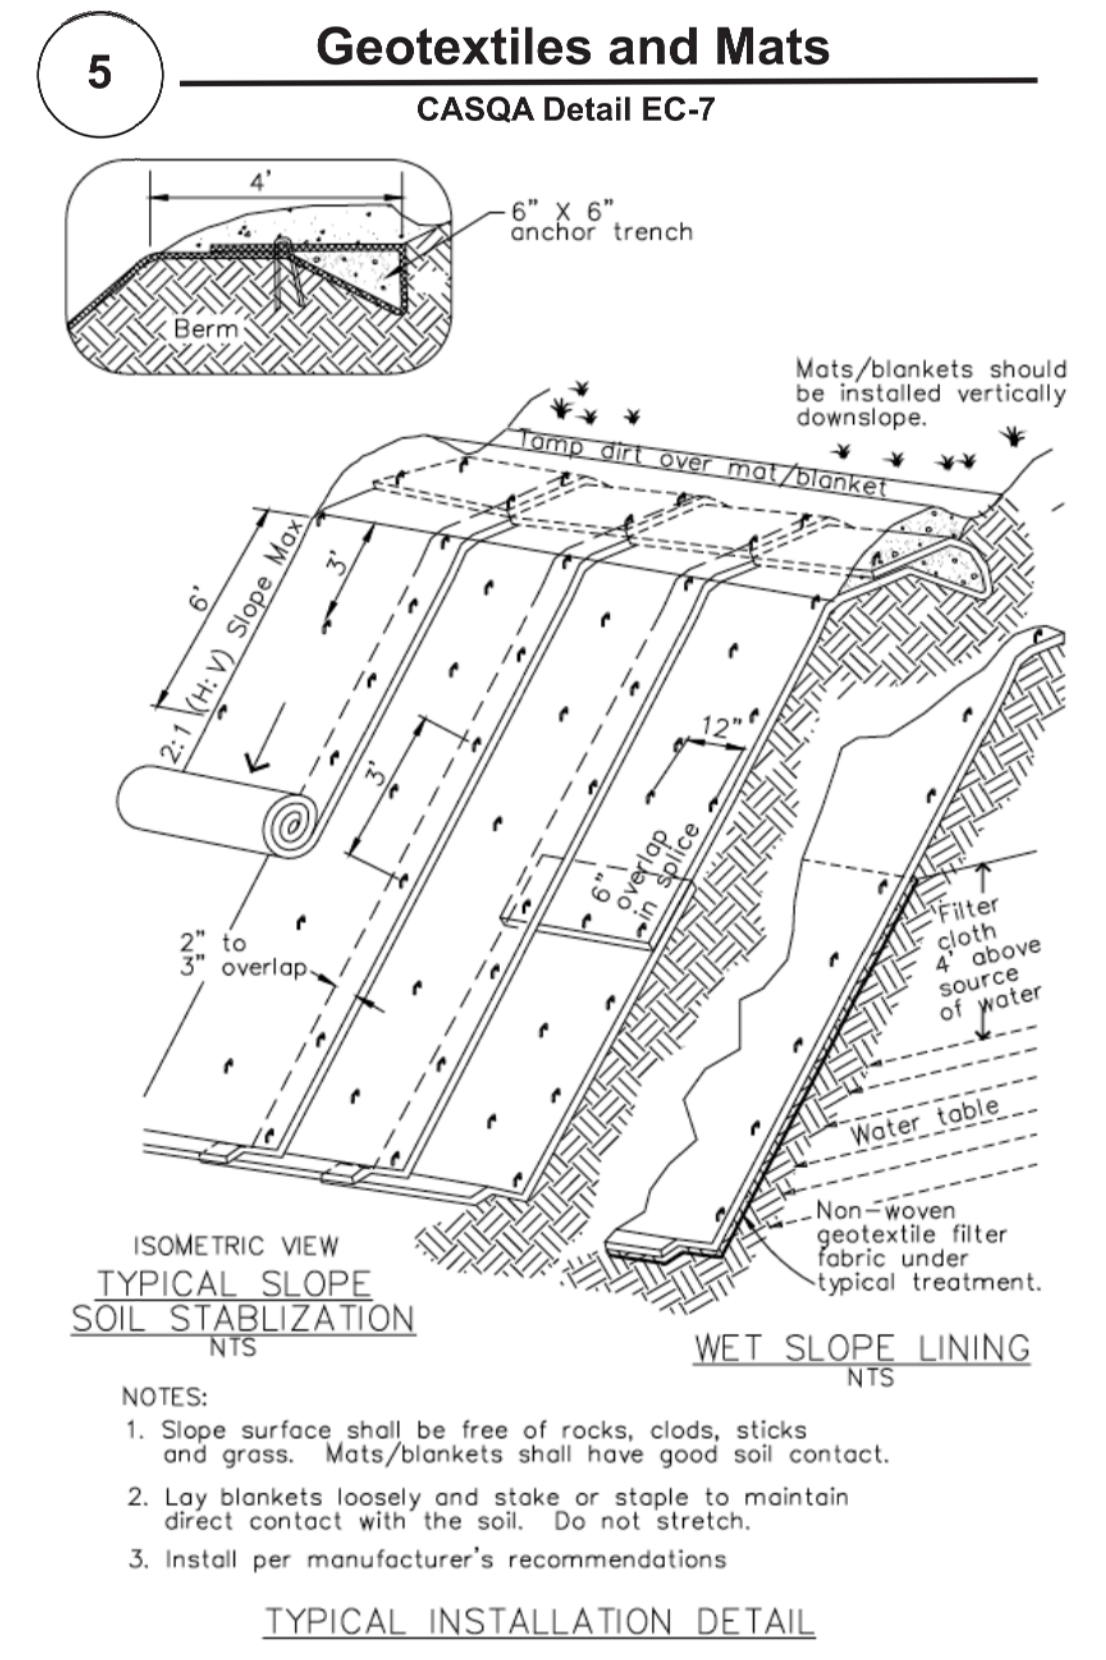 5
Geotextiles and Mats
CASQA Detail EC-7
4'
6" X 6"
anchor trench
Berm
Mats/blankets should
be installed vertically
downslope.
Tamp dirt over mat/blanket
6'
2:1 (H:V) Slope Max
3'
3'
12"
6"
overlap
in splice
2" to
3" overlap
Filter
cloth
4' above
source
of water
Water table
Non-woven
geotextile filter
fabric under
typical treatment.
ISOMETRIC VIEW
TYPICAL SLOPE
SOIL STABLIZATION
NTS
WET SLOPE LINING
NTS
NOTES:
1. Slope surface shall be free of rocks, clods, sticks
and grass. Mats/blankets shall have good soil contact.
2. Lay blankets loosely and stake or staple to maintain
direct contact with the soil. Do not stretch.
3. Install per manufacturer's recommendations
TYPICAL INSTALLATION DETAIL